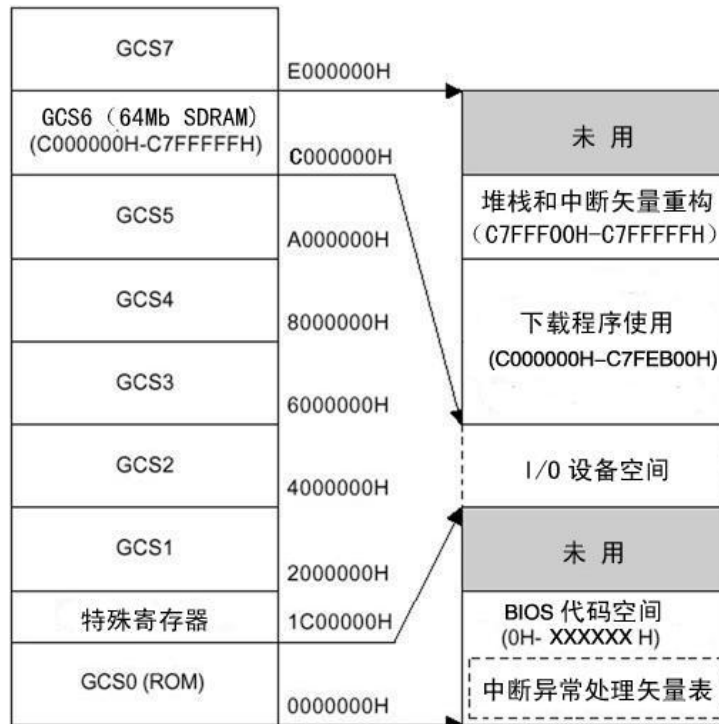 GCS7
E000000H
GCS6 (64Mb SDRAM)
(C000000H-C7FFFFFH)
C000000H
GCS5
A000000H
GCS4
8000000H
GCS3
6000000H
GCS2
4000000H
GCS1
2000000H
特殊寄存器
1C00000H
GCS0 (ROM)
0000000H
未 用
堆栈和中断矢量重构
(C7FFF00H-C7FFFFFH)
下载程序使用
(C000000H-C7FEB00H)
I/O 设备空间
未 用
BIOS 代码空间
(0H- XXXXXX H)
中断异常处理矢量表